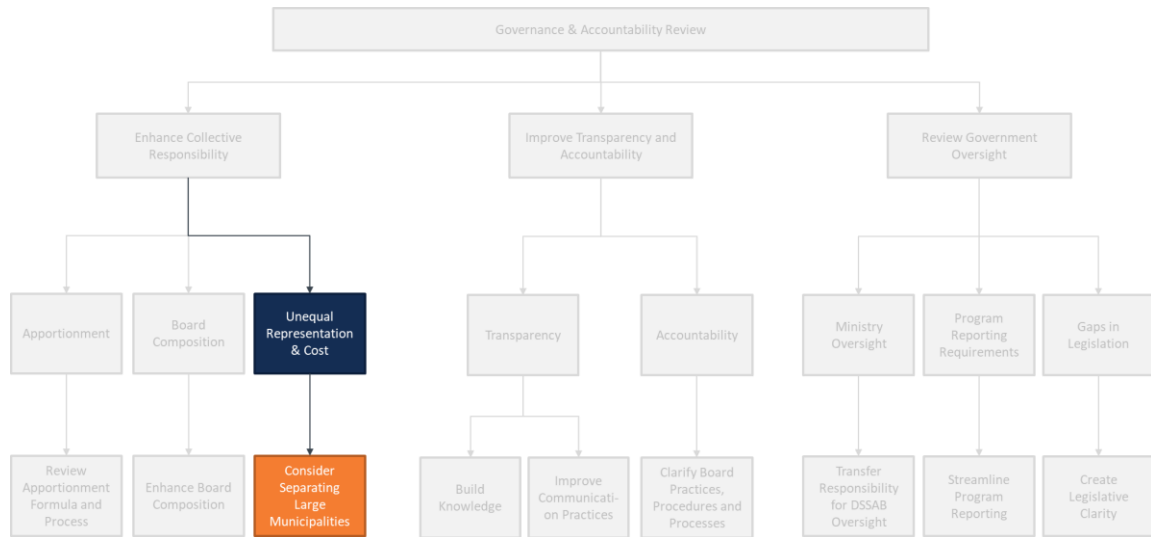 Governance & Accountability Review
Enhance Collective
Responsibility
Improve Transparency and
Accountability
Review Government
Oversight
Apportionment
Board
Composition
Unequal
Representation
& Cost
Transparency
Accountability
Ministry
Oversight
Program
Reporting
Requirements
Gaps in
Legislation
Review
Apportionment
Formula and
Process
Enhance Board
Composition
Consider
Separating
Large
Municipalities
Build
Knowledge
Improve
Communicati-
on Practices
Clarify Board
Practices,
Procedures and
Processes
Transfer
Responsibility
for DSSAB
Oversight
Streamline
Program
Reporting
Create
Legislative
Clarity